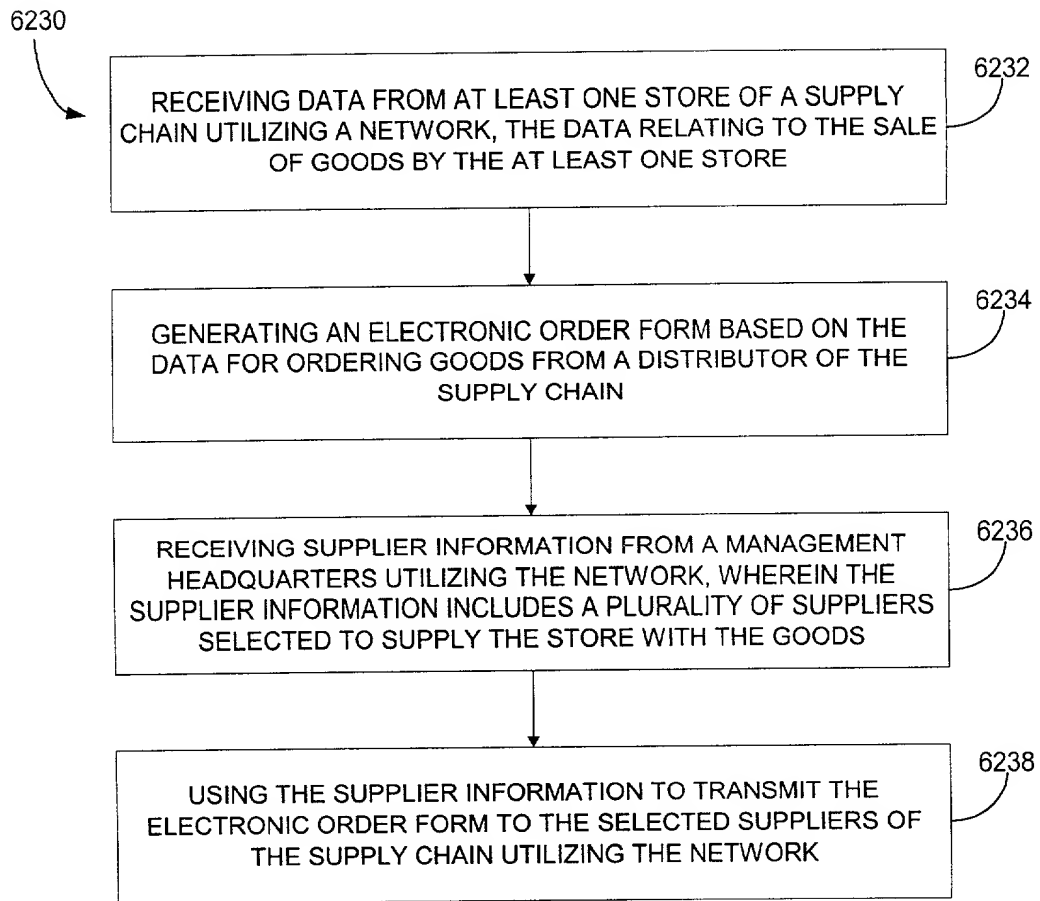 6230
6232
RECEIVING DATA FROM AT LEAST ONE STORE OF A SUPPLY
CHAIN UTILIZING A NETWORK, THE DATA RELATING TO THE SALE
OF GOODS BY THE AT LEAST ONE STORE
6234
GENERATING AN ELECTRONIC ORDER FORM BASED ON THE
DATA FOR ORDERING GOODS FROM A DISTRIBUTOR OF THE
SUPPLY CHAIN
6236
RECEIVING SUPPLIER INFORMATION FROM A MANAGEMENT
HEADQUARTERS UTILIZING THE NETWORK, WHEREIN THE
SUPPLIER INFORMATION INCLUDES A PLURALITY OF SUPPLIERS
SELECTED TO SUPPLY THE STORE WITH THE GOODS
6238
USING THE SUPPLIER INFORMATION TO TRANSMIT THE
ELECTRONIC ORDER FORM TO THE SELECTED SUPPLIERS OF
THE SUPPLY CHAIN UTILIZING THE NETWORK